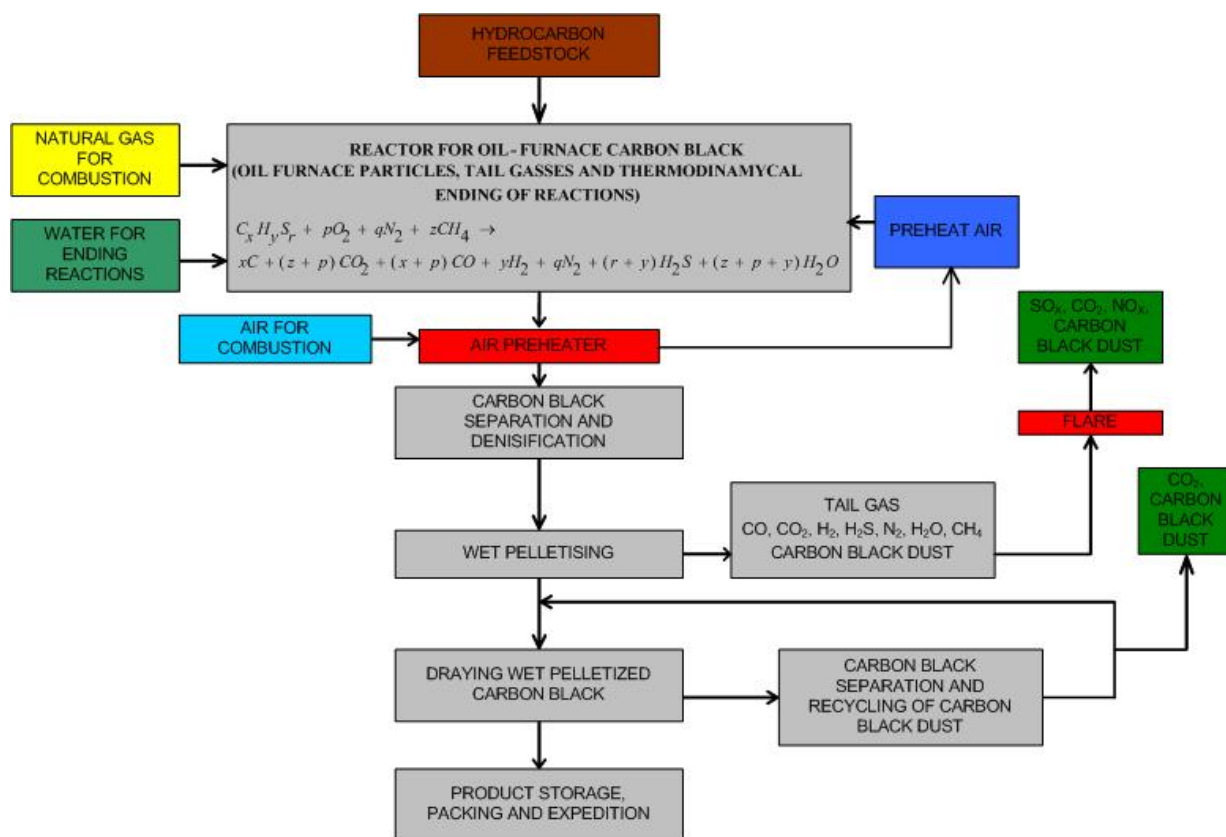 HYDROCARBON
FEEDSTOCK
NATURAL GAS
FOR
COMBUSTION
REACTOR FOR OIL - FURNACE CARBON BLACK
(OIL FURNACE PARTICLES, TAIL GASSES AND THERMODINAMYCAL
ENDING OF REACTIONS)
CₓHᵧSᵣ + pO₂ + qN₂ + zCH₄ →
xC + (z + p)CO₂ + (x + p)CO + yH₂ + qN₂ + (r + y)H₂S + (z + p + y)H₂O
WATER FOR
ENDING
REACTIONS
PREHEAT AIR
AIR FOR
COMBUSTION
AIR PREHEATER
SOₓ, CO₂, NOₓ,
CARBON
BLACK DUST
CARBON BLACK
SEPARATION AND
DENISIFICATION
FLARE
CO₂,
CARBON
BLACK
DUST
WET PELLETISING
TAIL GAS
CO, CO₂, H₂, H₂S, N₂, H₂O, CH₄
CARBON BLACK DUST
DRAYING WET PELLETIZED
CARBON BLACK
CARBON BLACK
SEPARATION AND
RECYCLING OF CARBON
BLACK DUST
PRODUCT STORAGE,
PACKING AND EXPEDITION